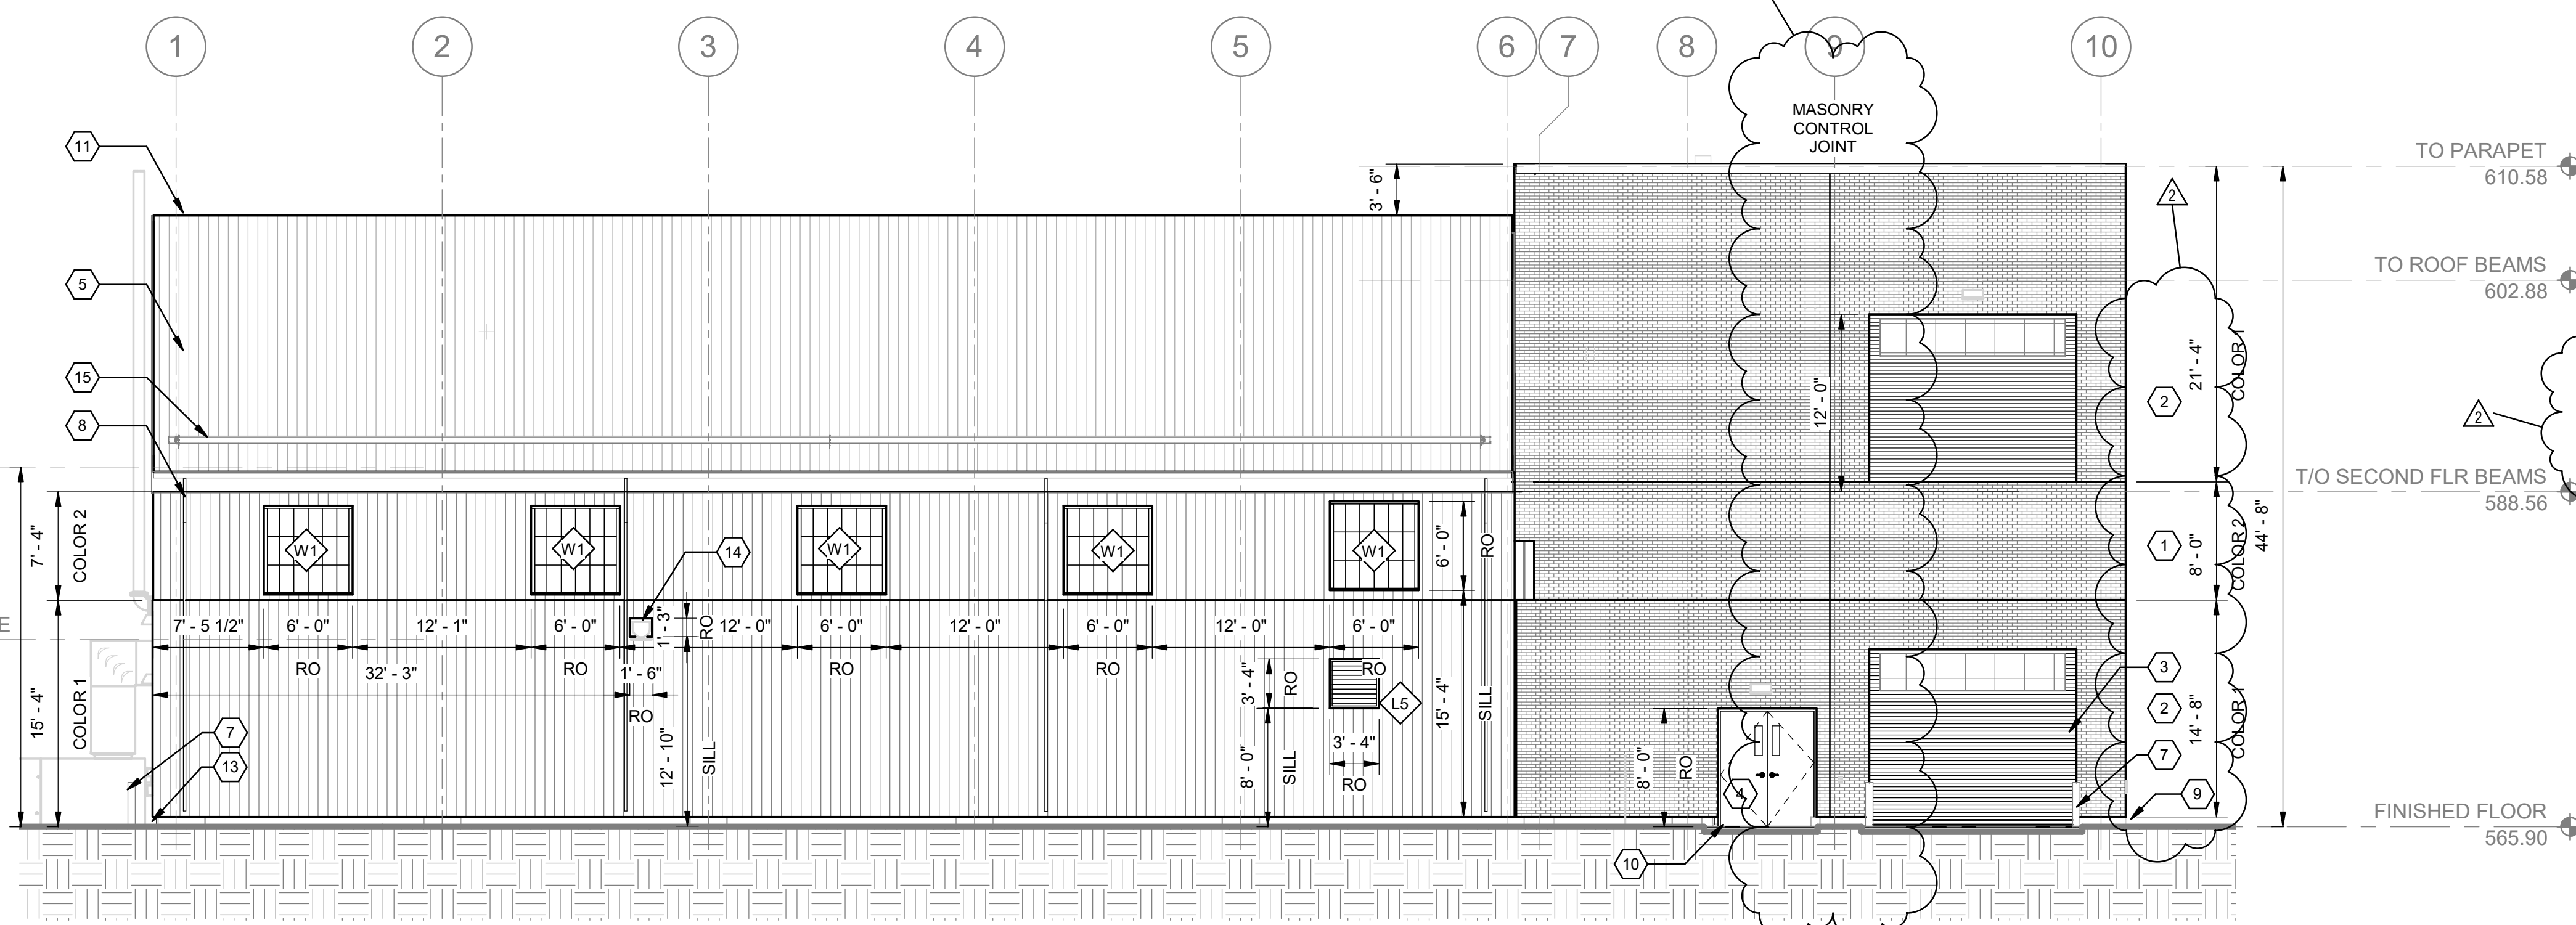 1 2 3 4 5 6 7 8 9 10
MASONRY
CONTROL
JOINT
11
3' - 6"
TO PARAPET
610.58
2
5
TO ROOF BEAMS
602.88
15
8
12' - 0"
2
21' - 4"
COLOR 1
2
T/O SECOND FLR BEAMS
588.56
7' - 4"
COLOR 2
W1 W1 W1 W1 W1
14
6' - 0"
RO
1
8' - 0"
COLOR 2
44' - 8"
E
7' - 5 1/2" 6' - 0" 12' - 1" 6' - 0" 1' - 3" RO 12' - 0" 6' - 0" 12' - 0" 6' - 0" 12' - 0" 6' - 0"
RO RO RO RO RO
32' - 3" 1' - 6"
RO
15' - 4"
COLOR 1
12' - 10"
SILL
3' - 4"
RO
L5
3' - 4"
RO
8' - 0"
SILL
15' - 4"
SILL
7
13
8' - 0"
RO
4
10
3
2
14' - 8"
COLOR 1
7
9
FINISHED FLOOR
565.90